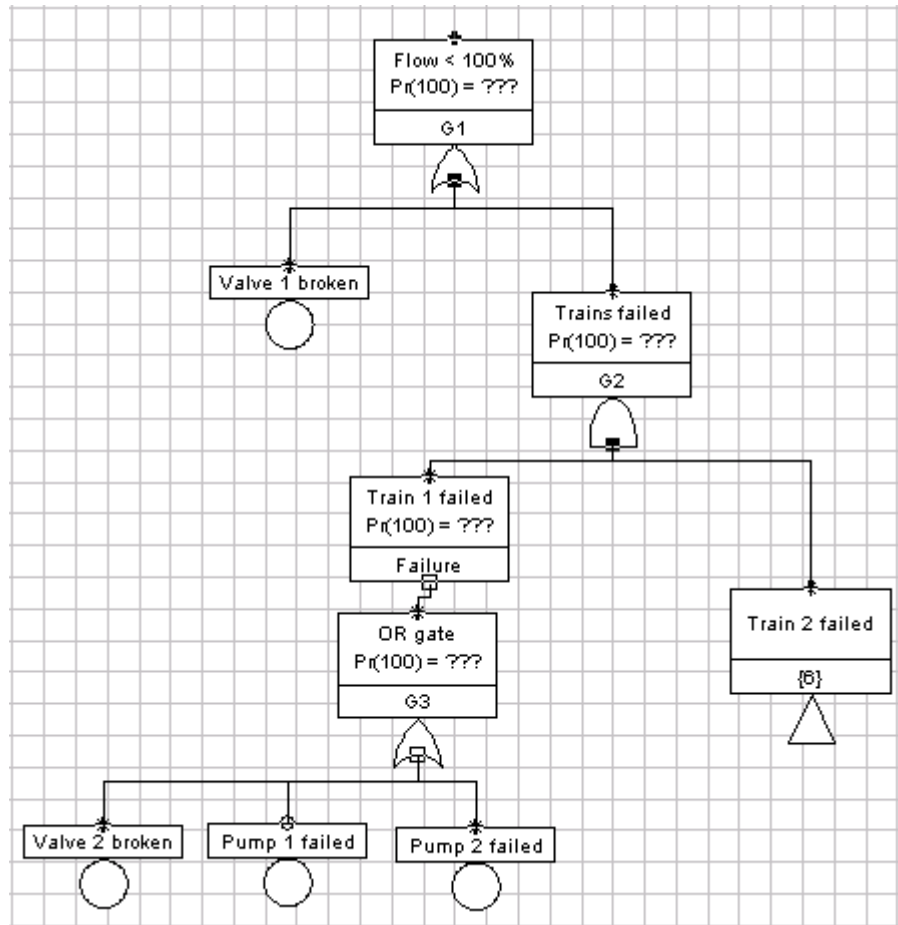 Flow < 100%
Pr(100) = ???
G1
Valve 1 broken
Trains failed
Pr(100) = ???
G2
Train 1 failed
Pr(100) = ???
Failure
OR gate
Pr(100) = ???
G3
Train 2 failed
{6}
Valve 2 broken
Pump 1 failed
Pump 2 failed